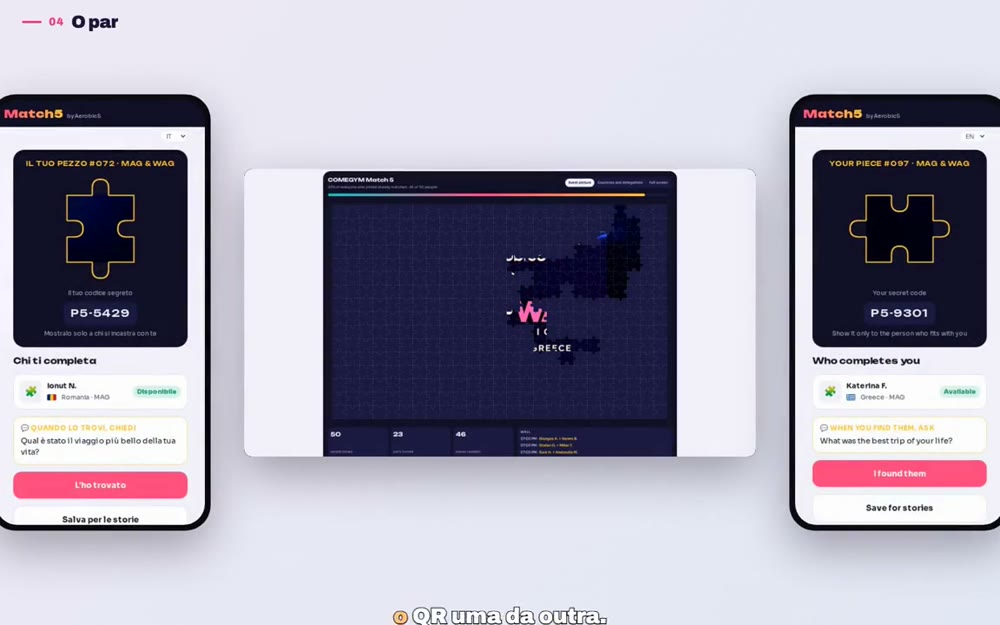 04 O par
Match5 by Aerobic5
IT
IL TUO PEZZO #072 · MAG & WAG
Il tuo codice segreto
P5-5429
Mostralo solo a chi si incastra con te
Chi ti completa
Ionut N.
Romania · MAG
Disponibile
QUANDO LO TROVI, CHIEDI
Qual è stato il viaggio più bello della tua
vita?
L'ho trovato
Salva per le storie
COMEGYM Match 5
Full screen
GREECE
50
23
46
Match5 by Aerobic5
EN
YOUR PIECE #097 · MAG & WAG
Your secret code
P5-9301
Show it only to the person who fits with you
Who completes you
Katerina F.
Greece · MAG
Available
WHEN YOU FIND THEM, ASK
What was the best trip of your life?
I found them
Save for stories
o QR uma da outra.